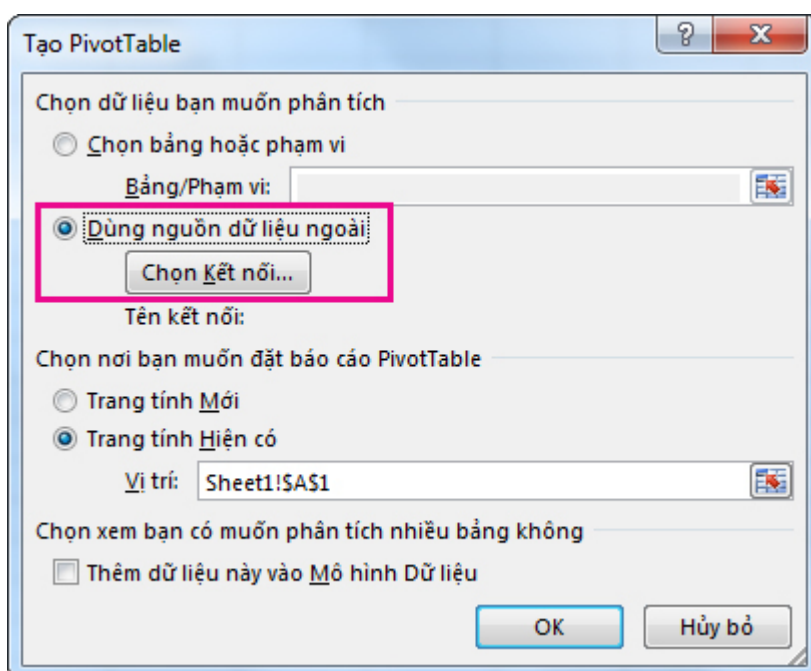 Tạo PivotTable
Chọn dữ liệu bạn muốn phân tích
Chọn bảng hoặc phạm vi
Bảng/Phạm vi:
Dùng nguồn dữ liệu ngoài
Chọn Kết nối...
Tên kết nối:
Chọn nơi bạn muốn đặt báo cáo PivotTable
Trang tính Mới
Trang tính Hiện có
Vị trí: Sheet1!$A$1
Chọn xem bạn có muốn phân tích nhiều bảng không
Thêm dữ liệu này vào Mô hình Dữ liệu
OK Hủy bỏ